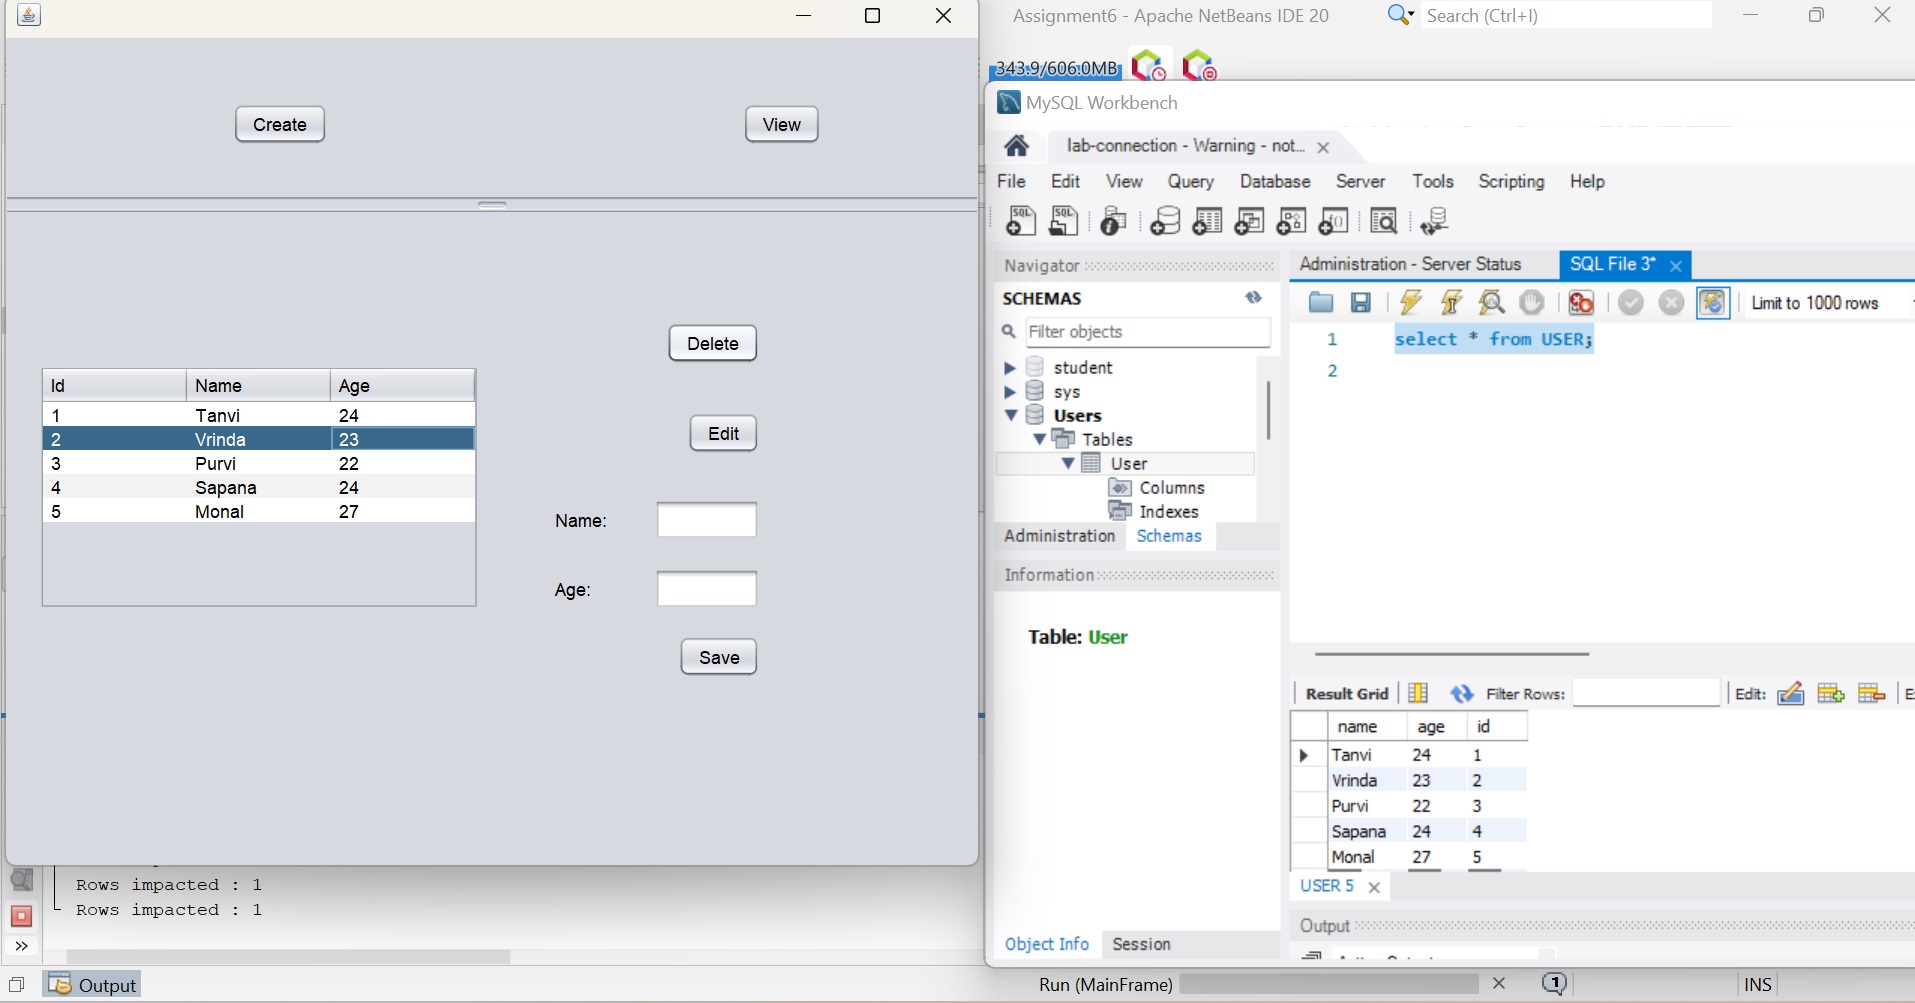 Create
View
Delete
Id Name Age
1 Tanvi 24
2 Vrinda 23
3 Purvi 22
4 Sapana 24
5 Monal 27
Edit
Name:
Age:
Save
Rows impacted : 1
Rows impacted : 1
Output
Assignment6 - Apache NetBeans IDE 20
Search (Ctrl+I)
343.9/606.0MB
MySQL Workbench
lab-connection - Warning - not...
File Edit View Query Database Server Tools Scripting Help
Navigator
SCHEMAS
Filter objects
student
sys
Users
Tables
User
Columns
Indexes
Administration Schemas
Information
Table: User
Object Info Session
Administration - Server Status SQL File 3*
Limit to 1000 rows
1 select * from USER;
2
Result Grid Filter Rows: Edit:
name age id
Tanvi 24 1
Vrinda 23 2
Purvi 22 3
Sapana 24 4
Monal 27 5
USER 5
Output
Run (MainFrame)
1
INS